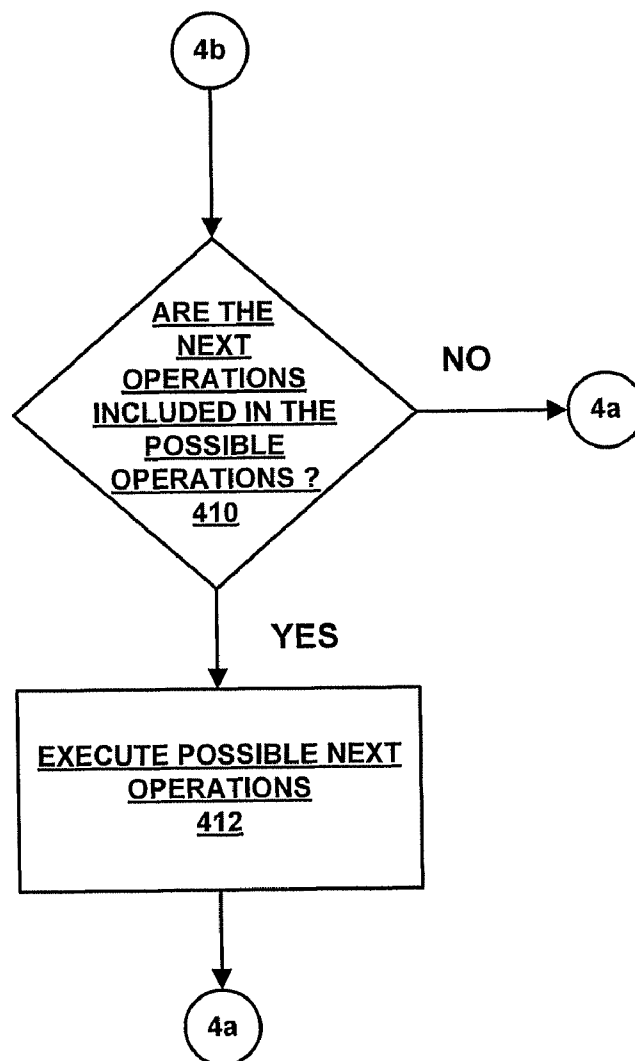 4b
ARE THE
NEXT
OPERATIONS
INCLUDED IN THE
POSSIBLE
OPERATIONS ?
410
NO
4a
YES
EXECUTE POSSIBLE NEXT
OPERATIONS
412
4a